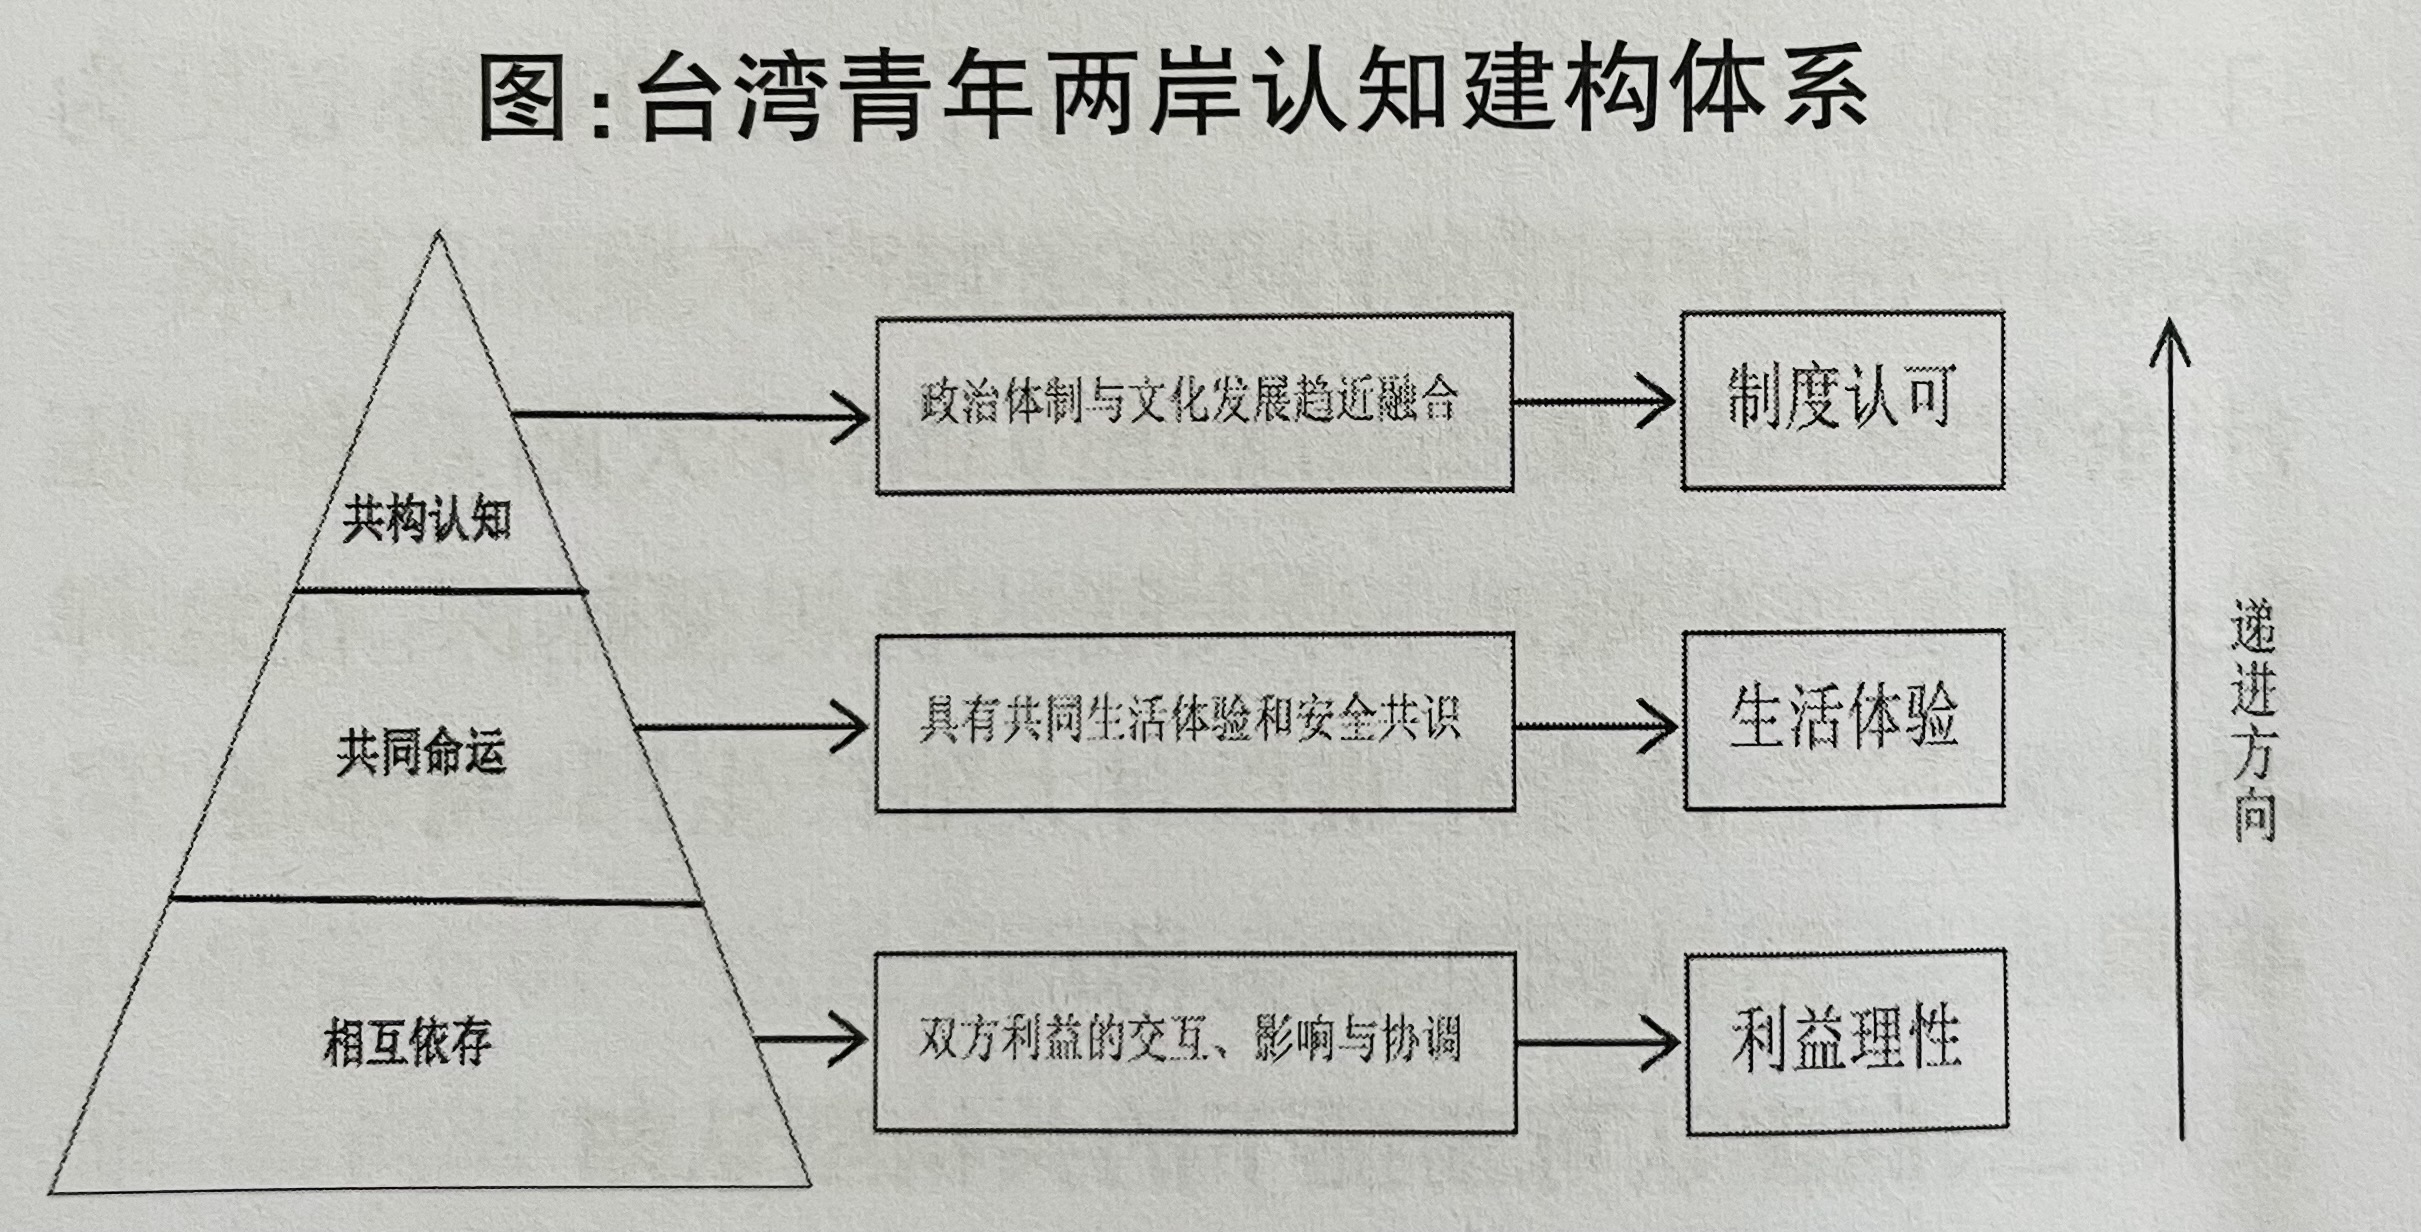 图:台湾青年两岸认知建构体系
共构认知
政治体制与文化发展趋近融合
制度认可
共同命运
具有共同生活体验和安全共识
生活体验
相互依存
双方利益的交互、影响与协调
利益理性
递进方向